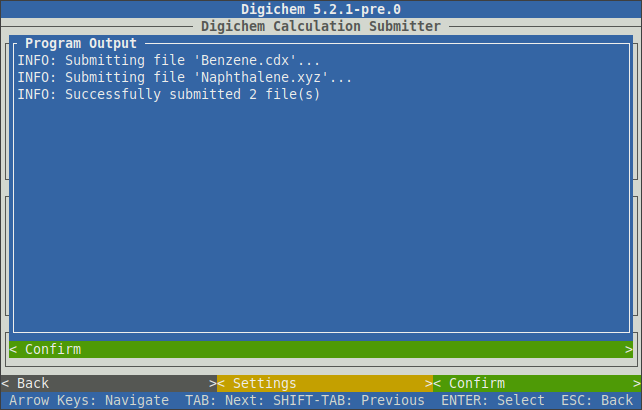 Digichem 5.2.1-pre.0
Digichem Calculation Submitter
Program Output
INFO: Submitting file 'Benzene.cdx'...
INFO: Submitting file 'Naphthalene.xyz'...
INFO: Successfully submitted 2 file(s)
< Confirm >
< Back >< Settings >< Confirm >
Arrow Keys: Navigate TAB: Next: SHIFT-TAB: Previous ENTER: Select ESC: Back